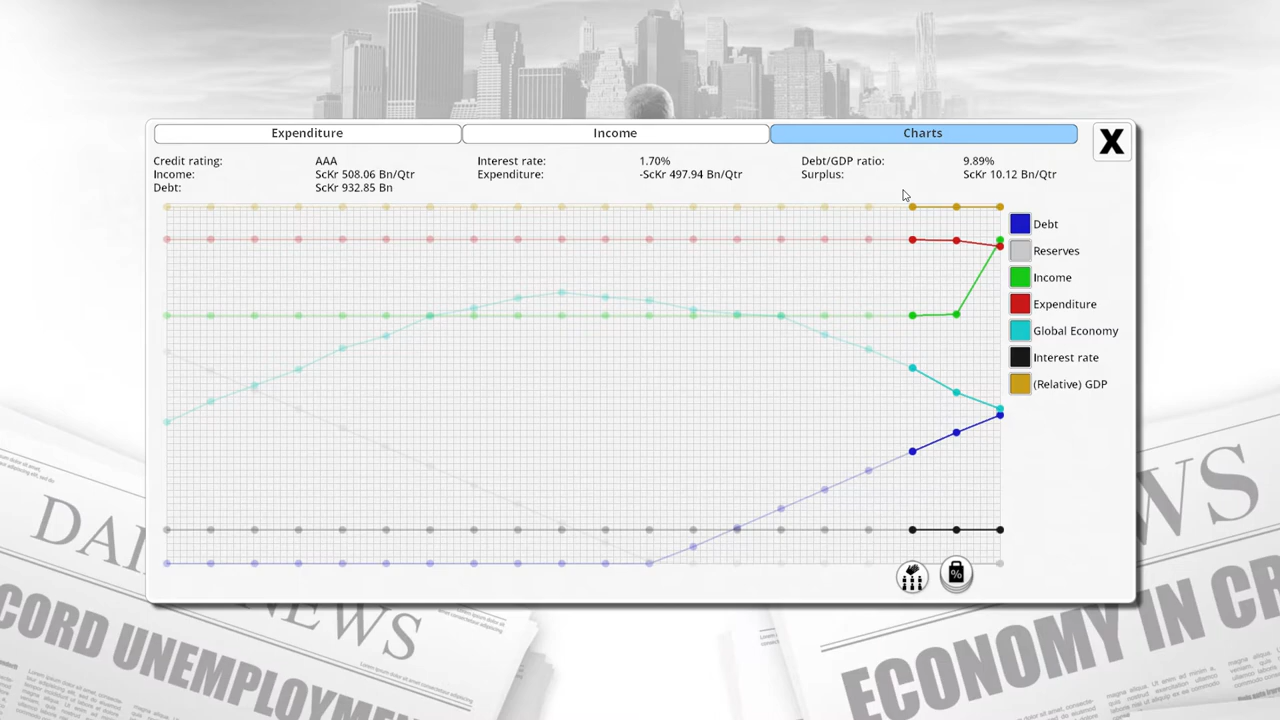 Expenditure Income Charts
X
Credit rating: AAA Interest rate: 1.70% Debt/GDP ratio: 9.89%
Income: ScKr 508.06 Bn/Qtr Expenditure: -ScKr 497.94 Bn/Qtr Surplus: ScKr 10.12 Bn/Qtr
Debt: ScKr 932.85 Bn
Debt
Reserves
Income
Expenditure
Global Economy
Interest rate
(Relative) GDP
%
DAI
NEWS
CORD UNEMPLOYME
WS
ECONOMY IN CR